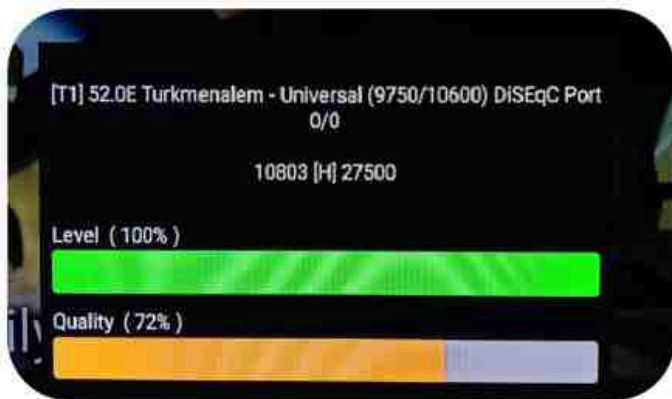 [T1] 52.0E Turkmenalem - Universal (9750/10600) DiSEqC Port
0/0
10803 [H] 27500
Level ( 100% )
Quality ( 72% )